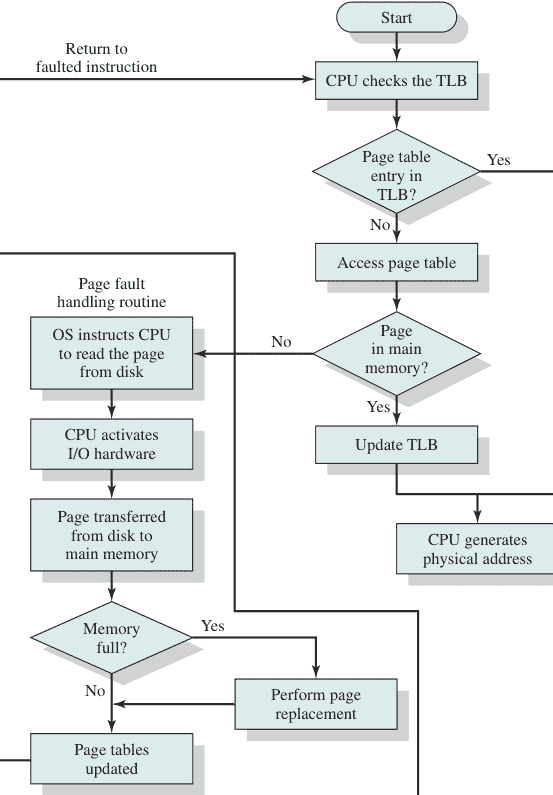 Start
Return to
faulted instruction
CPU checks the TLB
Page table
entry in
TLB?
Yes
No
Access page table
Page fault
handling routine
Page
in main
memory?
No
Yes
OS instructs CPU
to read the page
from disk
CPU activates
I/O hardware
Update TLB
Page transferred
from disk to
main memory
CPU generates
physical address
Memory
full?
Yes
No
Perform page
replacement
Page tables
updated